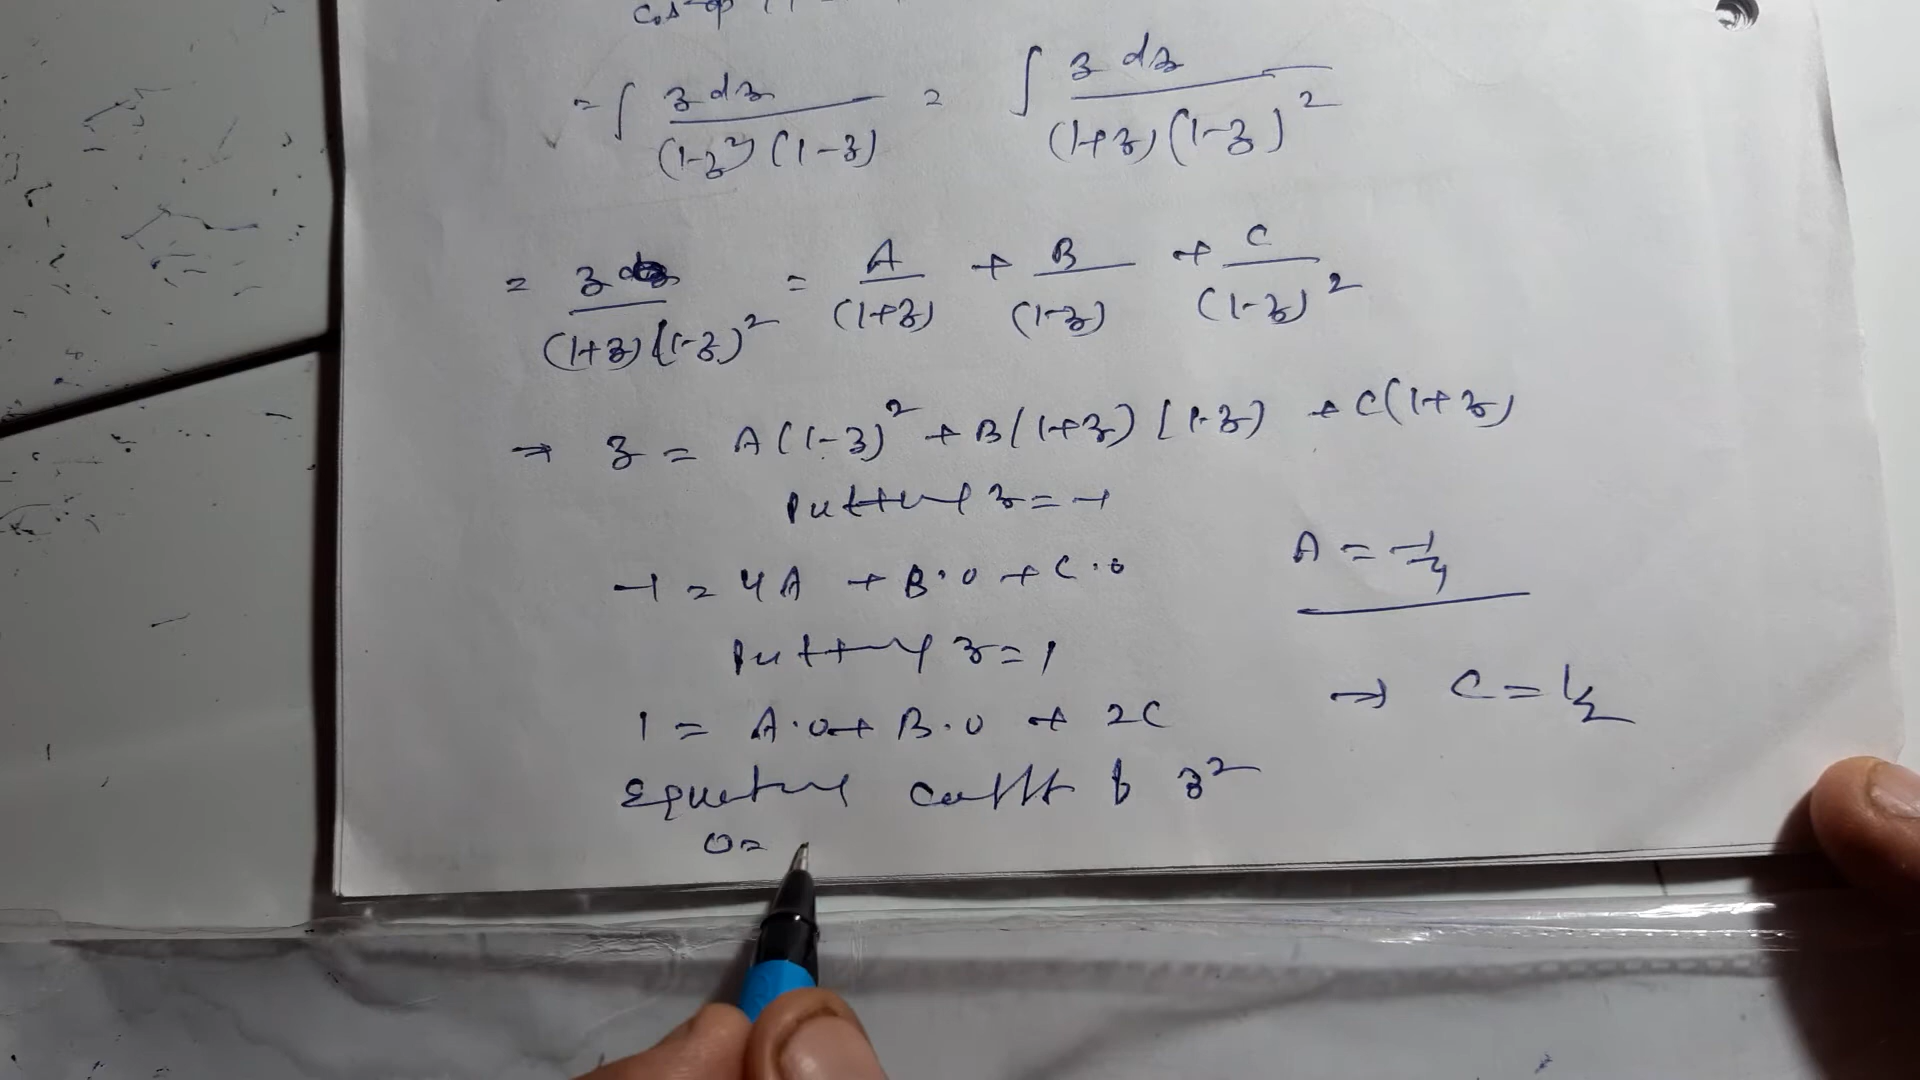 = ∫ z dz / (1-z²)(1-z) = ∫ z dz / (1+z)(1-z)²
= z / (1+z)(1-z)² = A / (1+z) + B / (1-z) + C / (1-z)²
⇒ z = A(1-z)² + B(1+z)(1-z) + C(1+z)
Putting z = -1
-1 = 4A + B·0 + C·0 A = -1/4
Putting z = 1
1 = A·0 + B·0 + 2C ⇒ C = 1/2
Equating coefft of z²
0 =